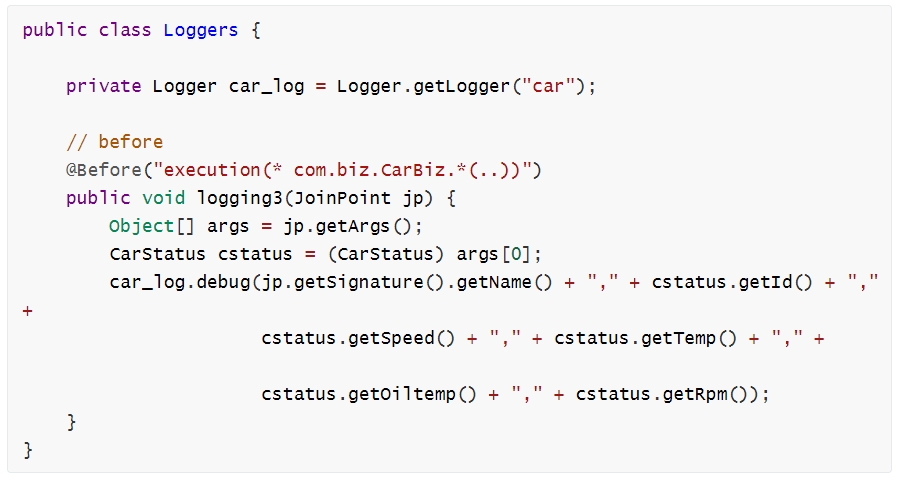 public class Loggers {
private Logger car_log = Logger.getLogger("car");
// before
@Before("execution(* com.biz.CarBiz.*(..))")
public void logging3(JoinPoint jp) {
Object[] args = jp.getArgs();
CarStatus cstatus = (CarStatus) args[0];
car_log.debug(jp.getSignature().getName() + "," + cstatus.getId() + ","
+
cstatus.getSpeed() + "," + cstatus.getTemp() + "," +
cstatus.getOiltemp() + "," + cstatus.getRpm());
}
}